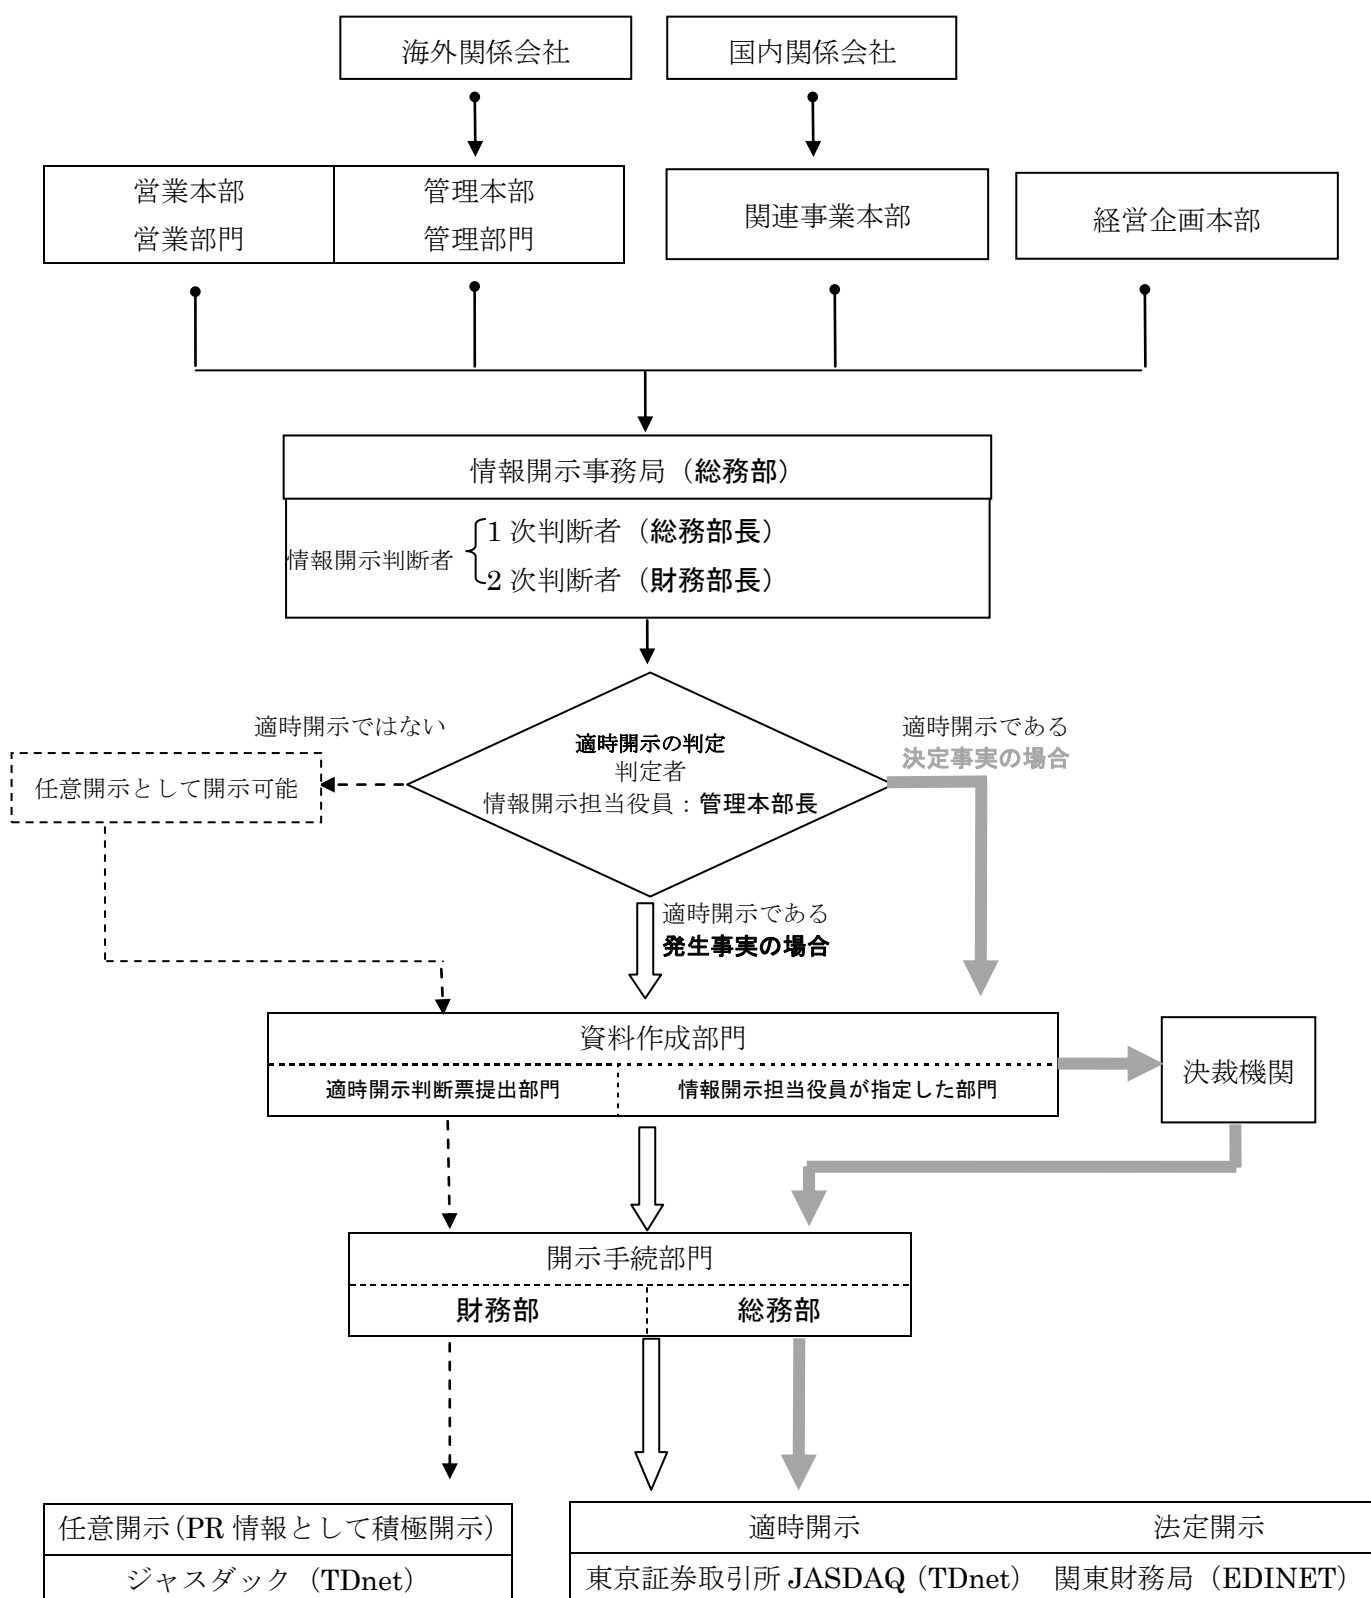 海外関係会社
国内関係会社
営業本部
営業部門
管理本部
管理部門
関連事業本部
経営企画本部
情報開示事務局（総務部）
情報開示判断者
1 次判断者（総務部長）
2 次判断者（財務部長）
適時開示ではない
適時開示の判定
判定者
情報開示担当役員：管理本部長
適時開示である
決定事実の場合
任意開示として開示可能
適時開示である
発生事実の場合
資料作成部門
適時開示判断票提出部門
情報開示担当役員が指定した部門
決裁機関
開示手続部門
財務部
総務部
任意開示(PR 情報として積極開示)
ジャスダック（TDnet）
適時開示
法定開示
東京証券取引所 JASDAQ（TDnet）
関東財務局（EDINET）